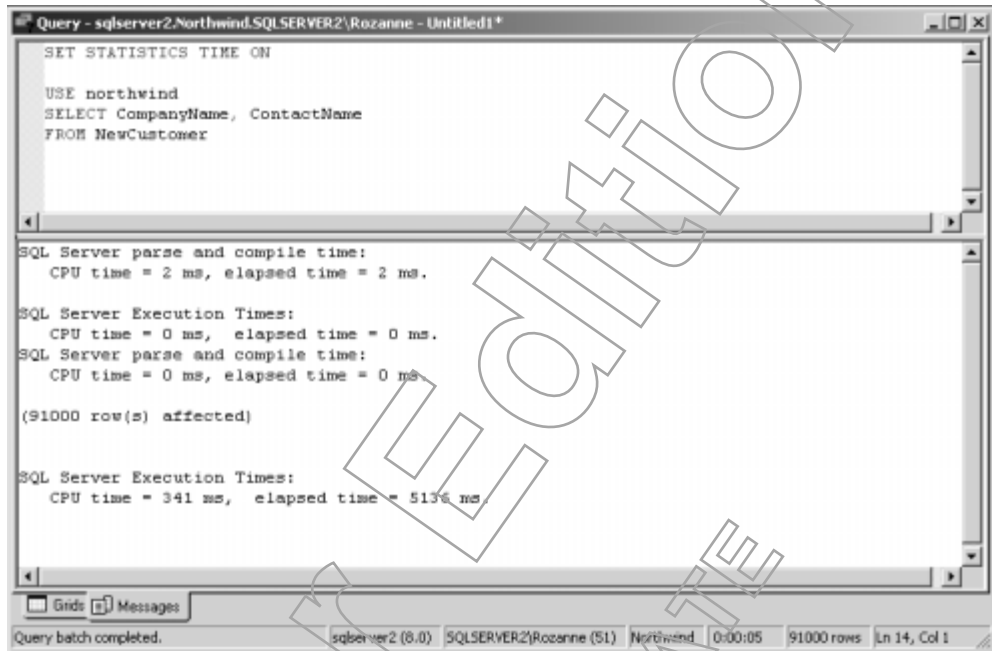 Query - sqlserver2.Northwind.SQLSERVER2\Rozanne - Untitled1*
SET STATISTICS TIME ON
USE northwind
SELECT CompanyName, ContactName
FROM NewCustomer
SQL Server parse and compile time:
CPU time = 2 ms, elapsed time = 2 ms.
SQL Server Execution Times:
CPU time = 0 ms,  elapsed time = 0 ms.
SQL Server parse and compile time:
CPU time = 0 ms, elapsed time = 0 ms.
(91000 row(s) affected)
SQL Server Execution Times:
CPU time = 341 ms,  elapsed time = 5136 ms.
Grids Messages
Query batch completed. sqlserver2 (8.0) SQLSERVER2\Rozanne (51) Northwind 0:00:05 91000 rows Ln 14, Col 1
r Edition
ATE